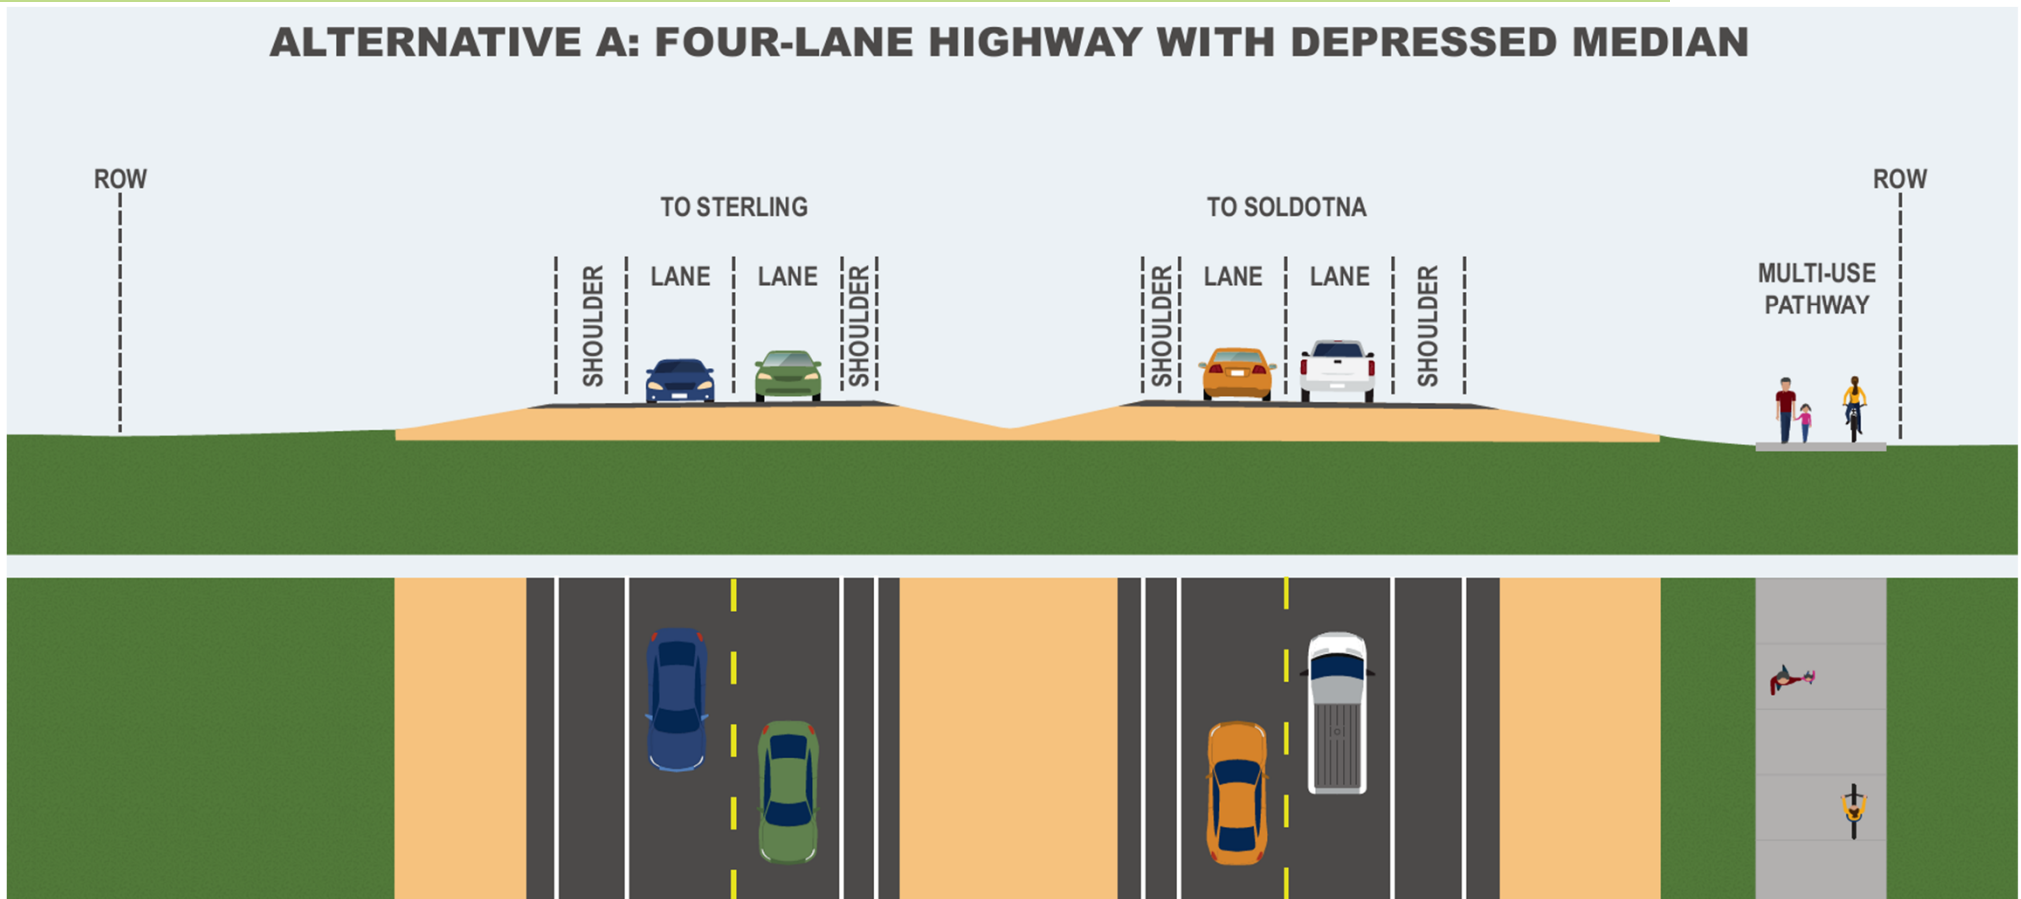 ALTERNATIVE A: FOUR-LANE HIGHWAY WITH DEPRESSED MEDIAN
ROW
ROW
TO STERLING
TO SOLDOTNA
SHOULDER
LANE
LANE
SHOULDER
SHOULDER
LANE
LANE
SHOULDER
MULTI-USE
PATHWAY